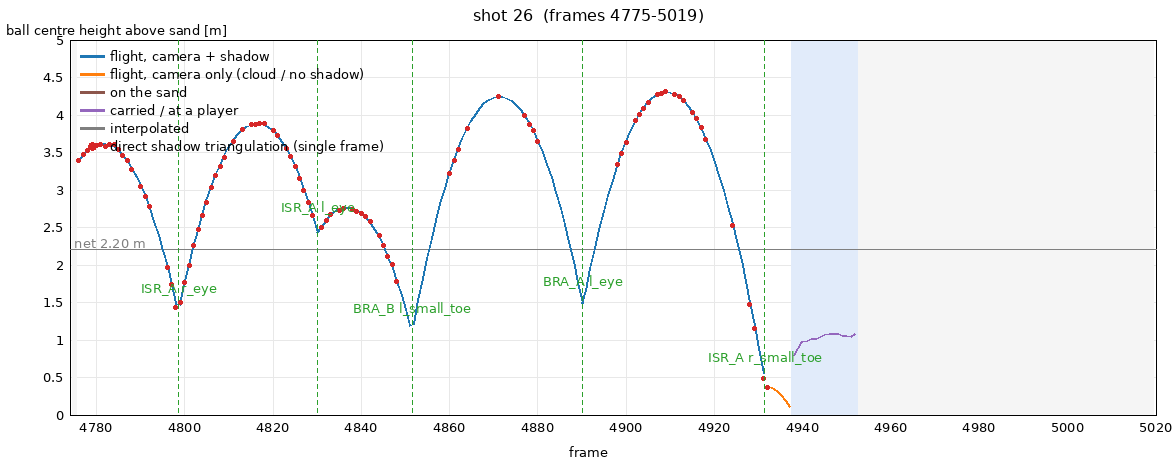 shot 26  (frames 4775-5019)
ball centre height above sand [m]
5
4.5
4
3.5
3
2.5
2
1.5
1
0.5
0
flight, camera + shadow
flight, camera only (cloud / no shadow)
on the sand
carried / at a player
interpolated
direct shadow triangulation (single frame)
net 2.20 m
ISR_A l_eye
ISR_A l_eye
BRA_B l_small_toe
BRA_A l_eye
ISR_A r_small_toe
4780 4800 4820 4840 4860 4880 4900 4920 4940 4960 4980 5000 5020
frame